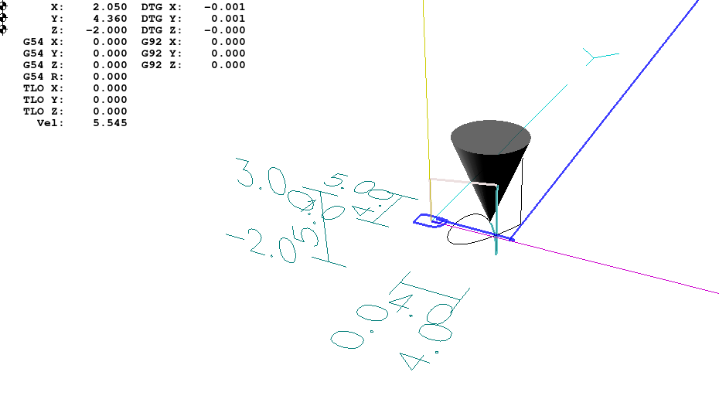 X: 2.050 DTG X: -0.001
Y: 4.360 DTG Y: 0.001
Z: -2.000 DTG Z: -0.000
G54 X: 0.000 G92 X: 0.000
G54 Y: 0.000 G92 Y: 0.000
G54 Z: 0.000 G92 Z: 0.000
G54 R: 0.000
TLO X: 0.000
TLO Y: 0.000
TLO Z: 0.000
Vel: 5.545
Y
3.0
5.0
-2.0
4.0
0.0
4.0